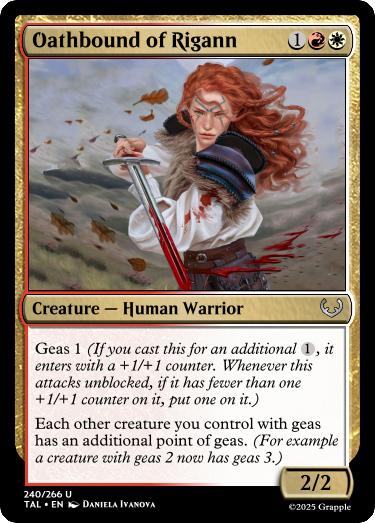 Oathbound of Rigann 1
Creature — Human Warrior
Geas 1 (If you cast this for an additional 1, it
enters with a +1/+1 counter. Whenever this
attacks unblocked, if it has fewer than one
+1/+1 counter on it, put one on it.)
Each other creature you control with geas
has an additional point of geas. (For example
a creature with geas 2 now has geas 3.)
2/2
240/266 U
TAL • EN Daniela Ivanova
©2025 Grapple